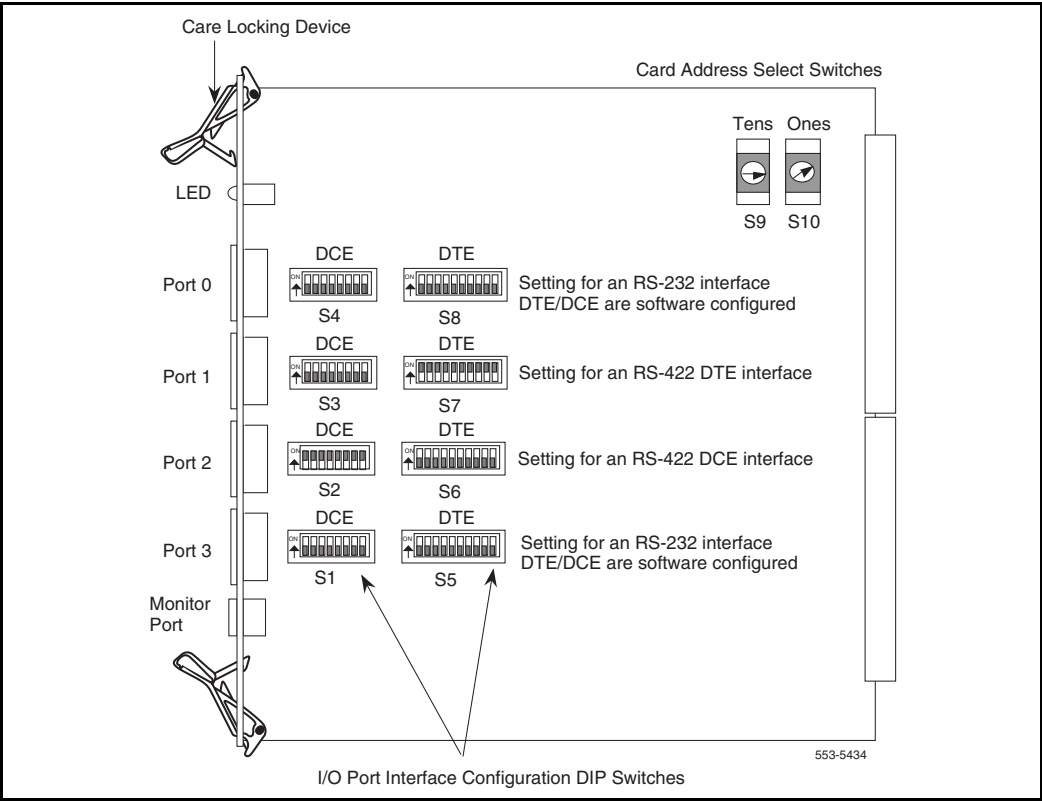 Care Locking Device
Card Address Select Switches
Tens Ones
S9 S10
LED
DCE DTE
Port 0
ON ON
Setting for an RS-232 interface
DTE/DCE are software configured
S4 S8
DCE DTE
Port 1
ON ON
Setting for an RS-422 DTE interface
S3 S7
DCE DTE
Port 2
ON ON
Setting for an RS-422 DCE interface
S2 S6
DCE DTE
Port 3
ON ON
Setting for an RS-232 interface
DTE/DCE are software configured
S1 S5
Monitor
Port
553-5434
I/O Port Interface Configuration DIP Switches